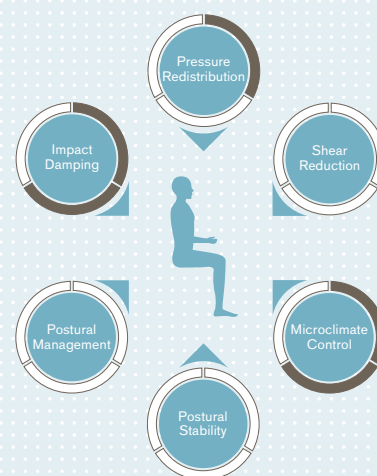 Pressure
Redistribution
Impact
Damping
Shear
Reduction
Postural
Management
Microclimate
Control
Postural
Stability